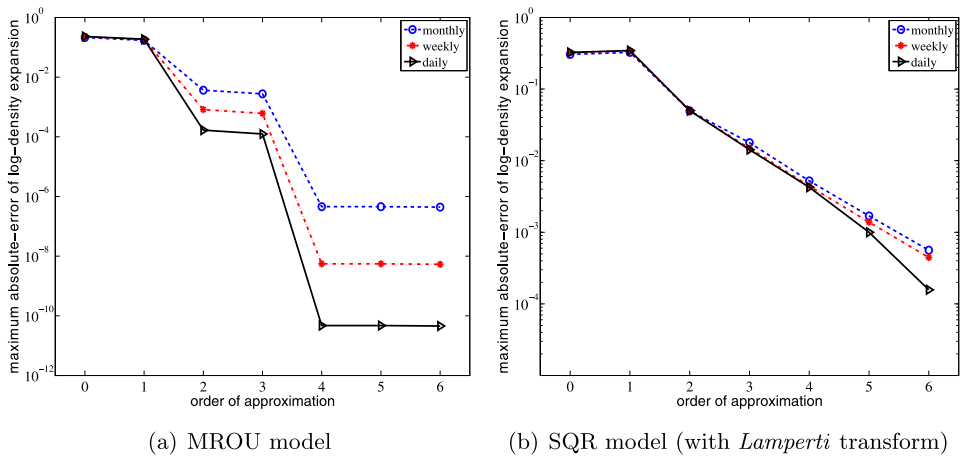 maximum absolute−error of log−density expansion
10^0
10^−2
10^−4
10^−6
10^−8
10^−10
10^−12
0 1 2 3 4 5 6
order of approximation
monthly
weekly
daily
(a) MROU model
maximum absolute−error of log−density expansion
10^0
10^−1
10^−2
10^−3
10^−4
0 1 2 3 4 5 6
order of approximation
monthly
weekly
daily
(b) SQR model (with Lamperti transform)